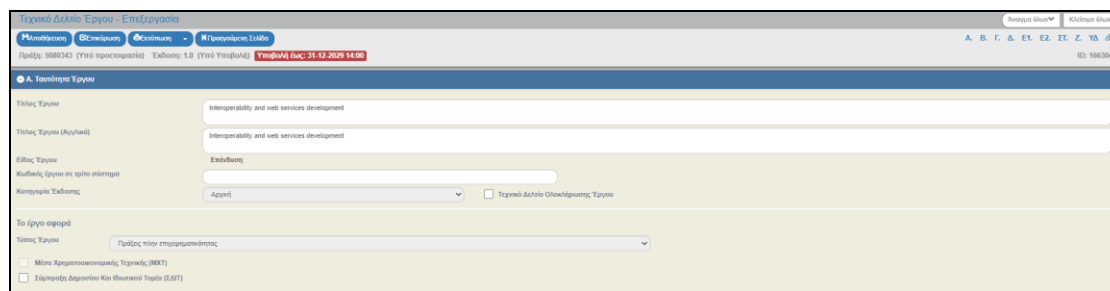 Τεχνικό Δελτίο Έργου - Επεξεργασία
Άνοιγμα όλων Κλείσιμο όλων
Αποθήκευση Επικύρωση Εκτύπωση Προηγούμενη Σελίδα
Α. Β. Γ. Δ. Ε1. Ε2. ΣΤ. Ζ. ΥΔ
Πράξη: 5080343 (Υπό προετοιμασία) Έκδοση: 1.0 (Υπό Υποβολή) Υποβολή έως: 31-12-2029 14:00
ID: 166304
Α. Ταυτότητα Έργου
Τίτλος Έργου
Interoperability and web services development
Τίτλος Έργου (Αγγλικά)
Interoperability and web services development
Είδος Έργου Επένδυση
Κωδικός έργου σε τρίτο σύστημα
Κατηγορία Έκδοσης Αρχική Τεχνικό Δελτίο Ολοκλήρωσης Έργου
Το έργο αφορά
Τύπος Έργου Πράξεις πλην επιχειρηματικότητας
Μέσα Χρηματοοικονομικής Τεχνικής (ΜΧΤ)
Σύμπραξη Δημοσίου Και Ιδιωτικού Τομέα (ΣΔΙΤ)